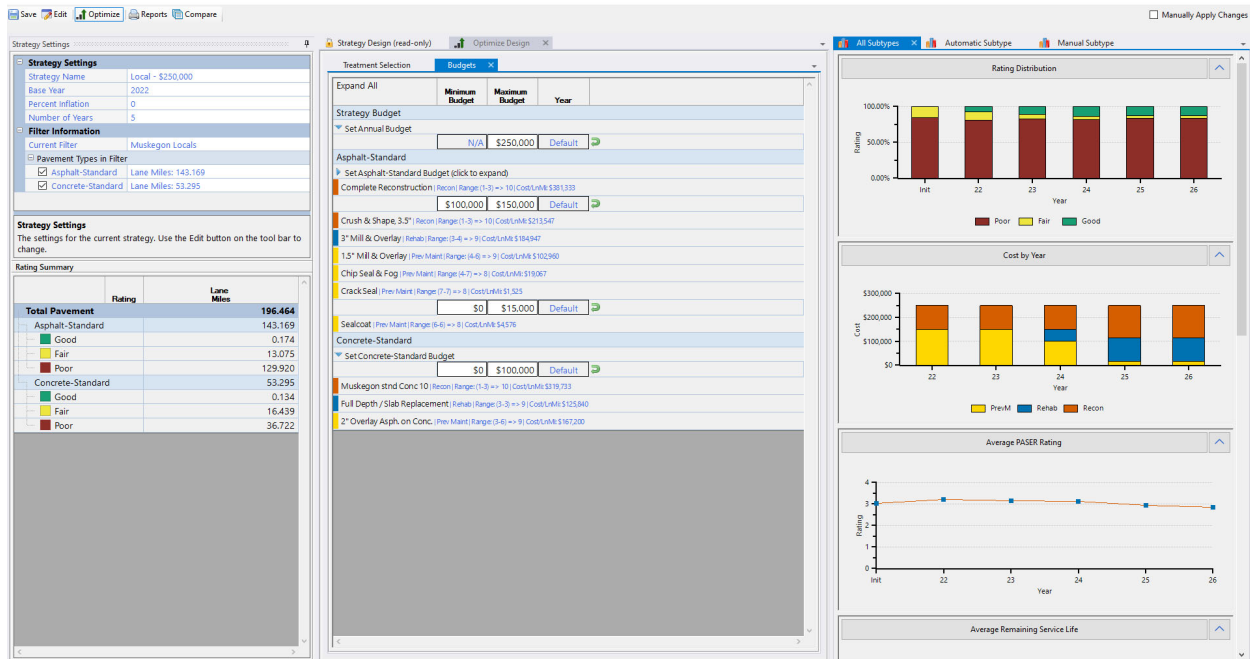 Save Edit Optimize Reports Compare
Manually Apply Changes
Strategy Settings
Strategy Settings
Strategy Name Local - $250,000
Base Year 2022
Percent Inflation 0
Number of Years 5
Filter Information
Current Filter Muskegon Locals
Pavement Types in Filter
Asphalt-Standard Lane Miles: 143.169
Concrete-Standard Lane Miles: 53.295
Strategy Settings
The settings for the current strategy. Use the Edit button on the tool bar to
change.
Rating Summary
Rating Lane Miles
Total Pavement 196.464
Asphalt-Standard 143.169
Good 0.174
Fair 13.075
Poor 129.920
Concrete-Standard 53.295
Good 0.134
Fair 16.439
Poor 36.722
Strategy Design (read-only) Optimize Design
Treatment Selection Budgets
Expand All Minimum Budget Maximum Budget Year
Strategy Budget
Set Annual Budget
N/A $250,000 Default
Asphalt-Standard
Set Asphalt-Standard Budget (click to expand)
Complete Reconstruction | Recon | Range: (1-3) => 10 | Cost/LnMi: $381,333
$100,000 $150,000 Default
Crush & Shape, 3.5" | Recon | Range: (1-3) => 10 | Cost/LnMi: $213,547
3" Mill & Overlay | Rehab | Range: (3-4) => 9 | Cost/LnMi: $184,947
1.5" Mill & Overlay | Prev Maint | Range: (4-6) => 9 | Cost/LnMi: $102,960
Chip Seal & Fog | Prev Maint | Range: (4-7) => 8 | Cost/LnMi: $19,067
Crack Seal | Prev Maint | Range: (7-7) => 8 | Cost/LnMi: $1,525
$0 $15,000 Default
Sealcoat | Prev Maint | Range: (6-6) => 8 | Cost/LnMi: $4,576
Concrete-Standard
Set Concrete-Standard Budget
$0 $100,000 Default
Muskegon stnd Conc 10 | Recon | Range: (1-3) => 10 | Cost/LnMi: $319,733
Full Depth / Slab Replacement | Rehab | Range: (3-3) => 9 | Cost/LnMi: $125,840
2" Overlay Asph. on Conc. | Prev Maint | Range: (3-6) => 9 | Cost/LnMi: $167,200
All Subtypes Automatic Subtype Manual Subtype
Rating Distribution
100.00%
50.00%
0.00%
Rating
Init 22 23 24 25 26
Year
Poor Fair Good
Cost by Year
$300,000
$200,000
$100,000
$0
Cost
22 23 24 25 26
Year
PrevM Rehab Recon
Average PASER Rating
4
3
2
1
0
Rating
Init 22 23 24 25 26
Year
Average Remaining Service Life